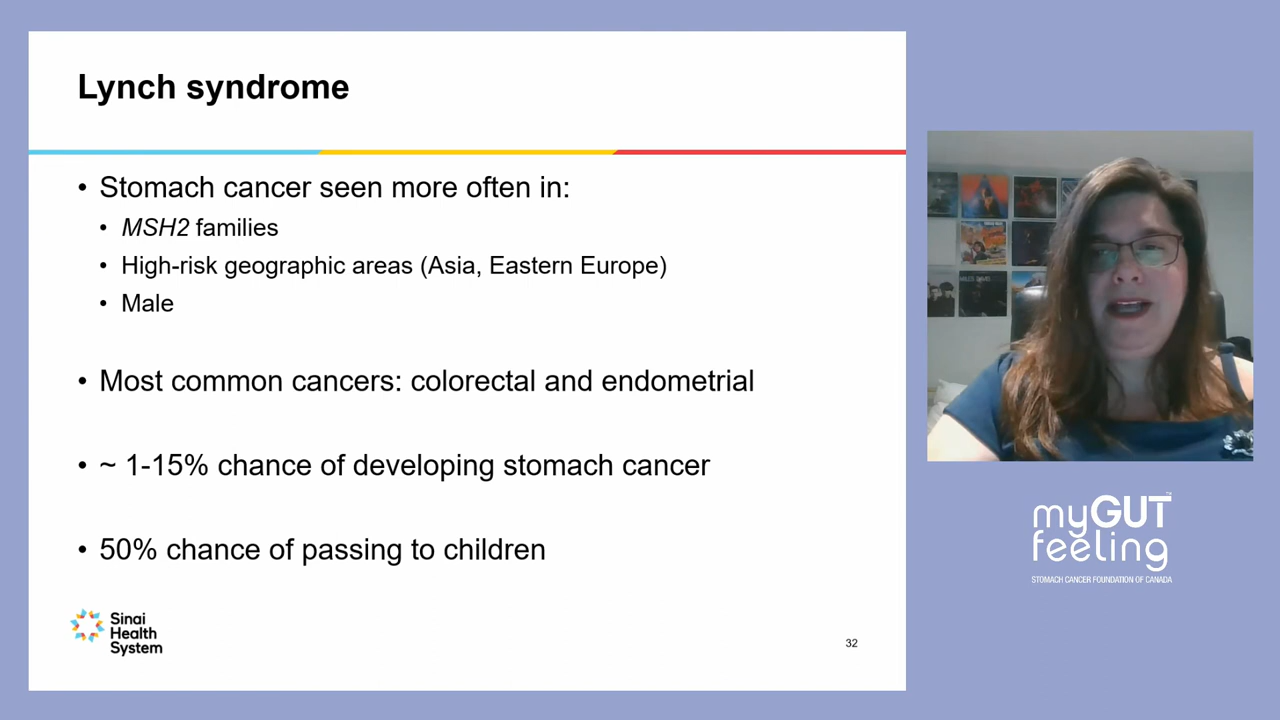 Lynch syndrome
• Stomach cancer seen more often in:
• MSH2 families
• High-risk geographic areas (Asia, Eastern Europe)
• Male
• Most common cancers: colorectal and endometrial
• ~ 1-15% chance of developing stomach cancer
• 50% chance of passing to children
Sinai
Health
System
32
myGUT
feeling
STOMACH CANCER FOUNDATION OF CANADA